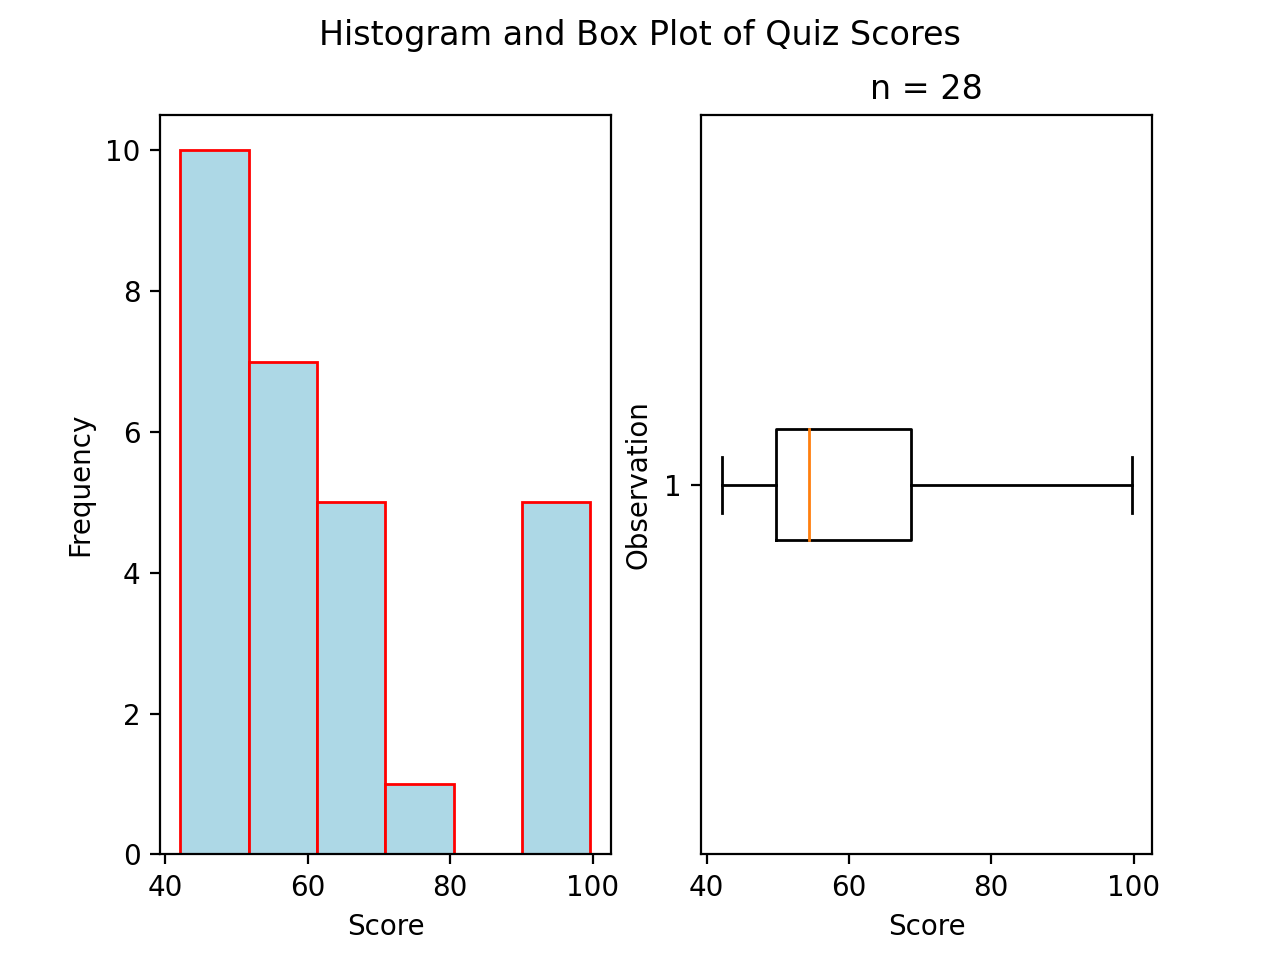 Histogram and Box Plot of Quiz Scores
Frequency
10
8
6
4
2
0
40 60 80 100
Score
n = 28
Observation
1
40 60 80 100
Score